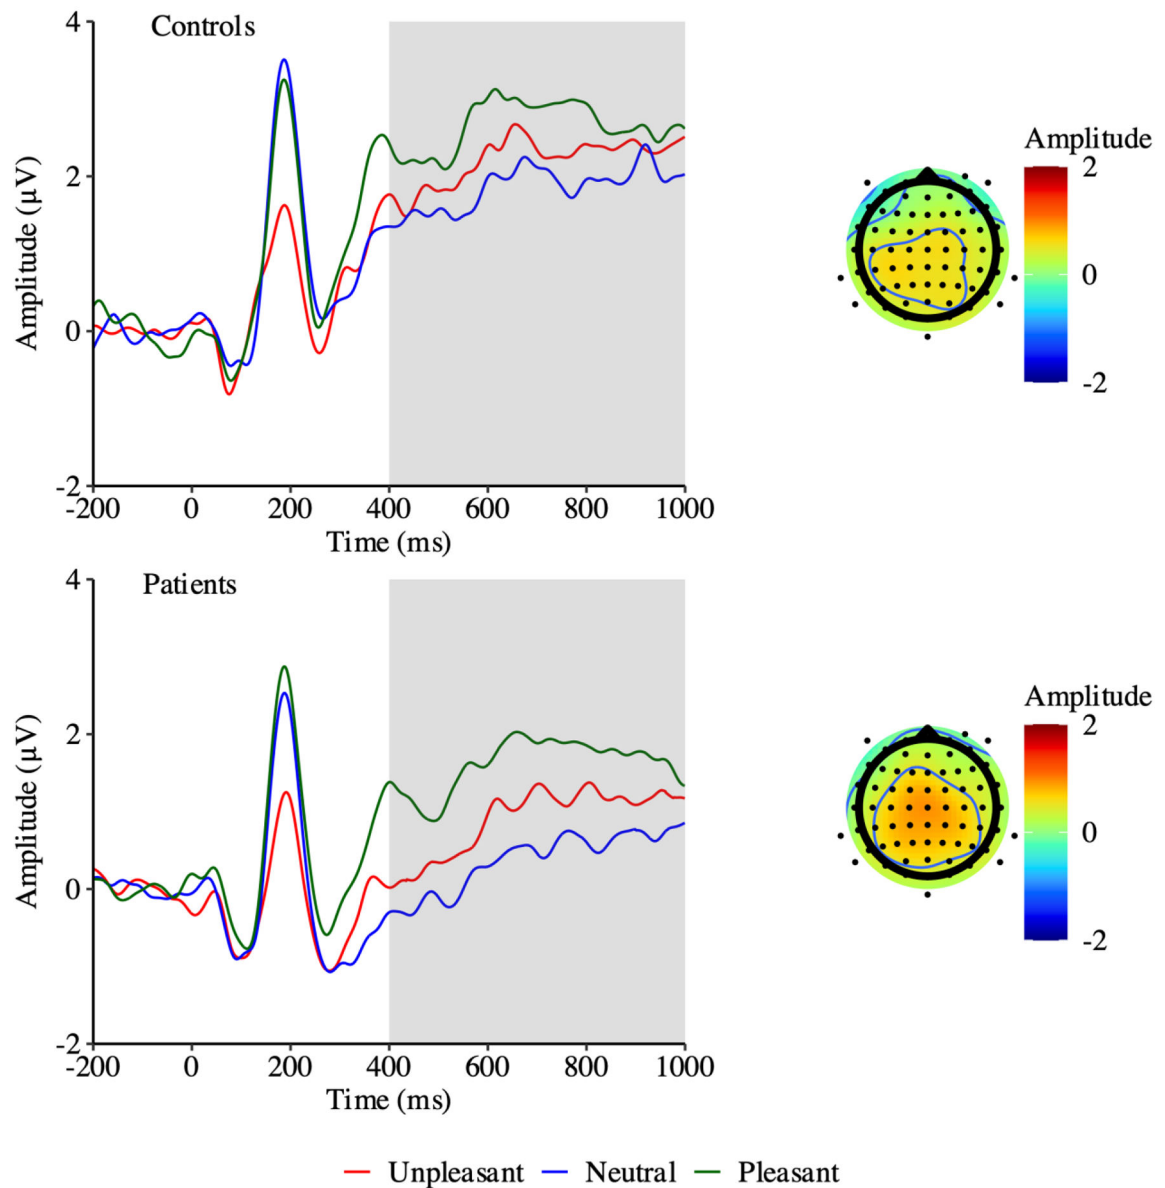 Controls
4
2
0
-2
Amplitude (µV)
-200 0 200 400 600 800 1000
Time (ms)
Amplitude
2
0
-2
Patients
4
2
0
-2
Amplitude (µV)
-200 0 200 400 600 800 1000
Time (ms)
Amplitude
2
0
-2
Unpleasant Neutral Pleasant